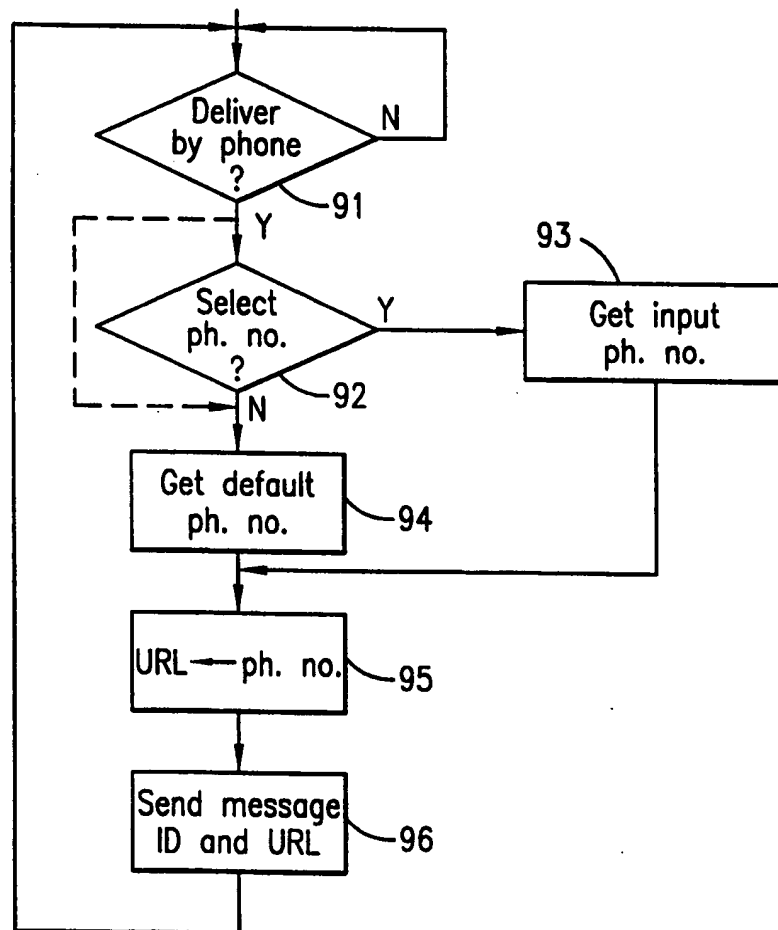 Deliver
by phone
?
N
91
Y
Select
ph. no.
?
Y
92
N
93
Get input
ph. no.
Get default
ph. no.
94
URL ← ph. no.
95
Send message
ID and URL
96